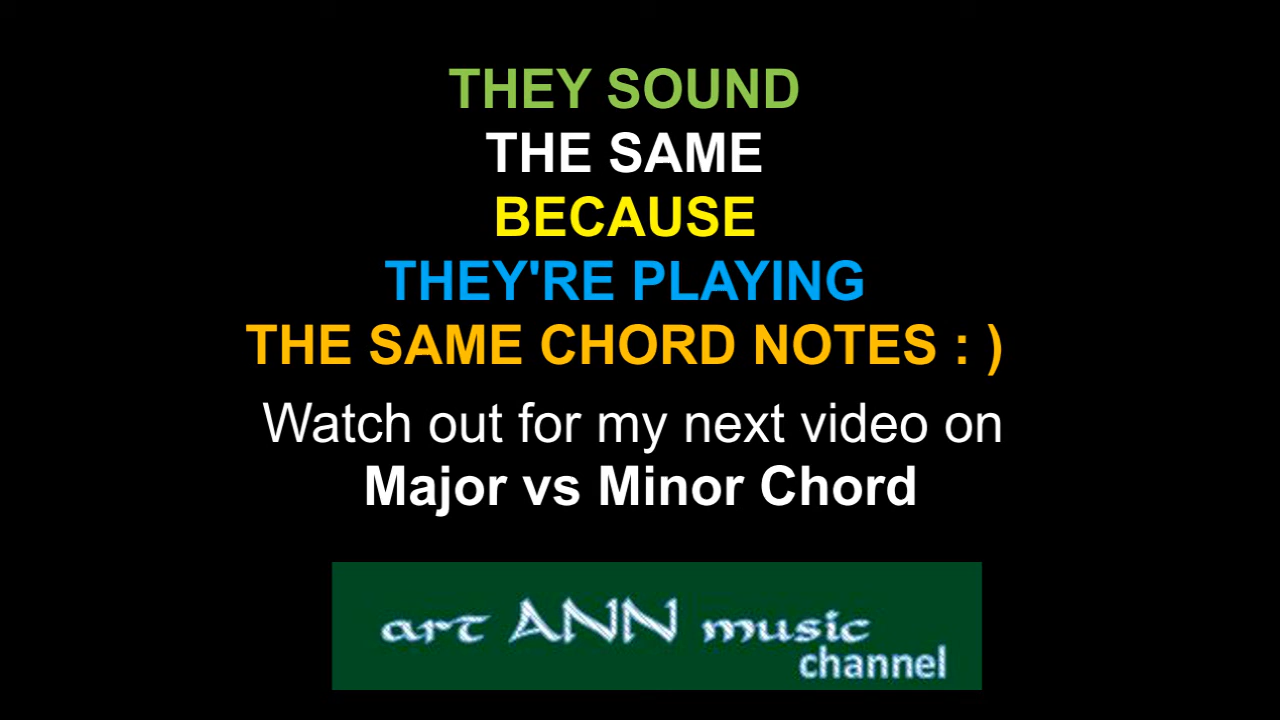 THEY SOUND
THE SAME
BECAUSE
THEY'RE PLAYING
THE SAME CHORD NOTES : )
Watch out for my next video on
Major vs Minor Chord
art ANN music
channel